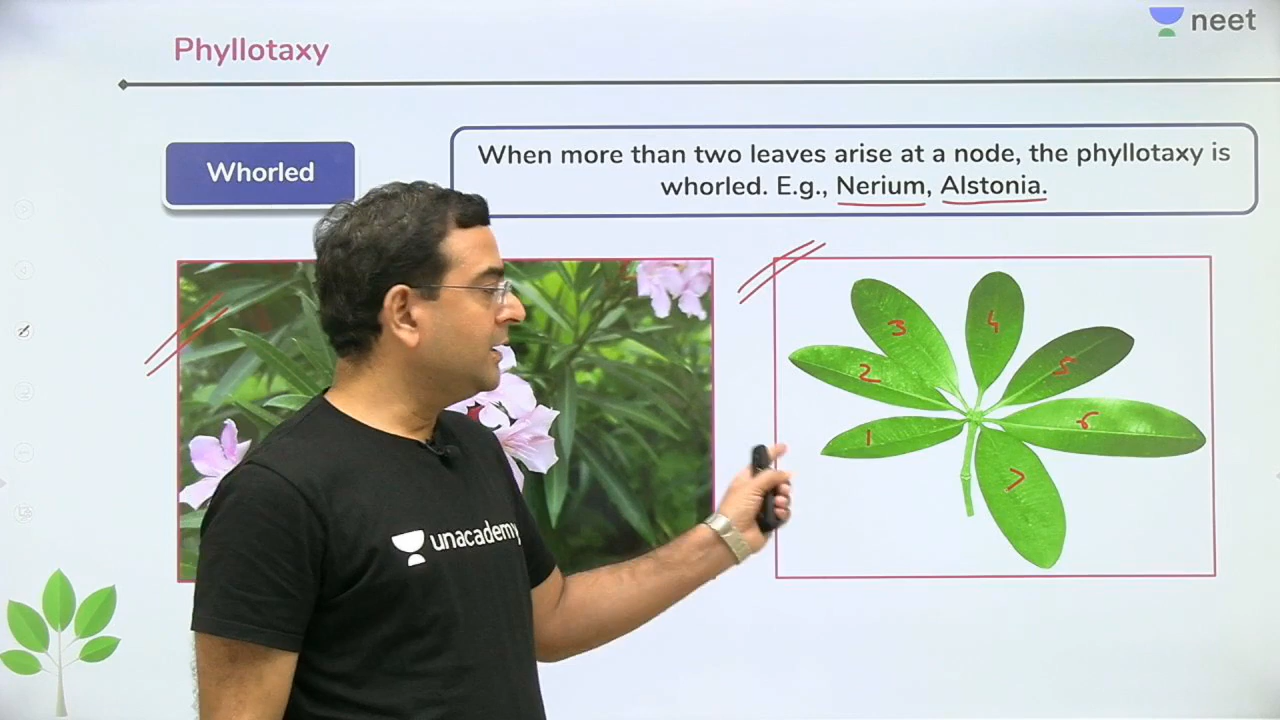 neet
Phyllotaxy
Whorled
When more than two leaves arise at a node, the phyllotaxy is
whorled. E.g., Nerium, Alstonia.
3
4
2
5
1
6
7
unacademy